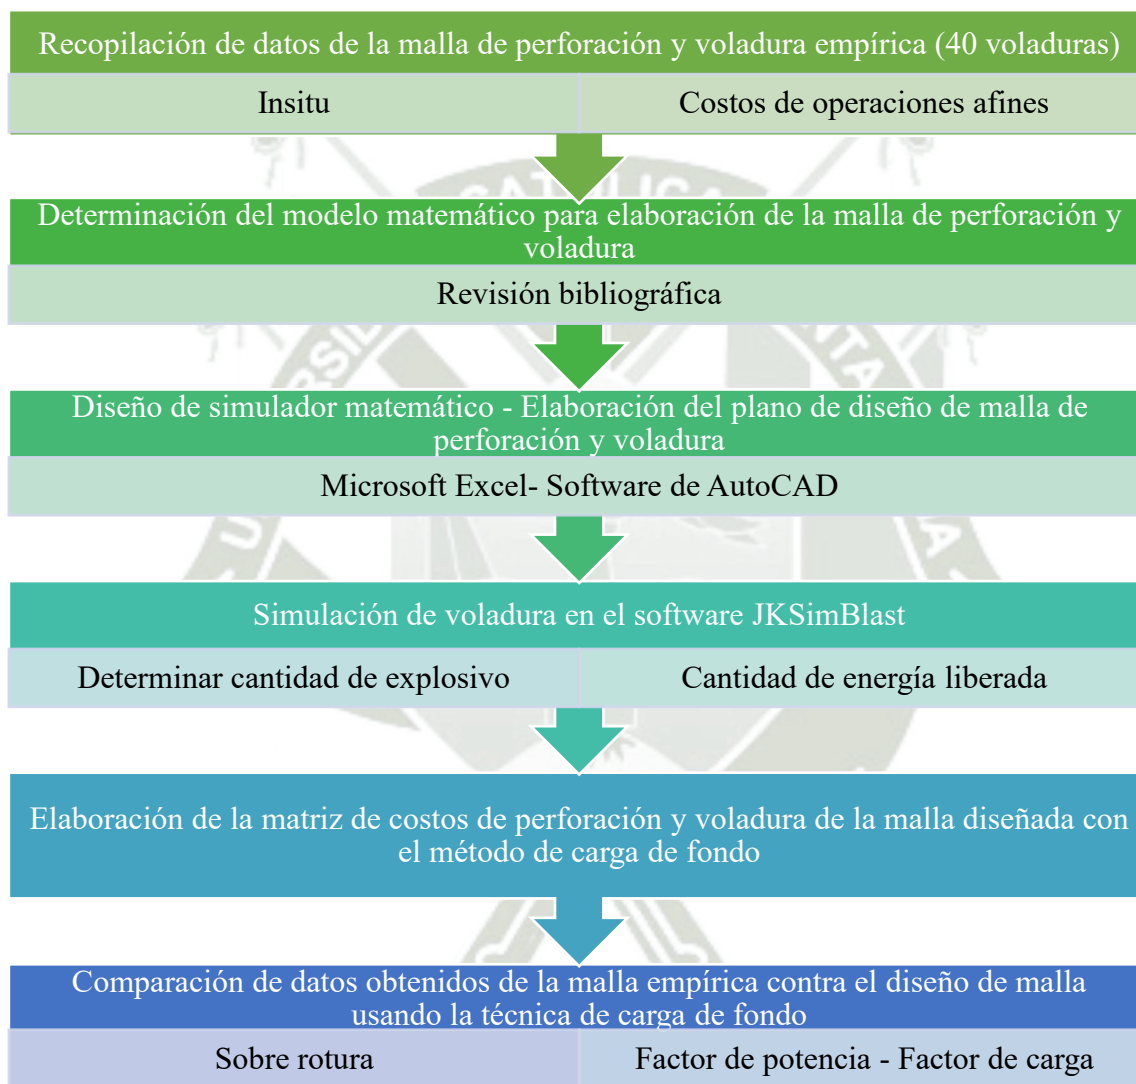 Recopilación de datos de la malla de perforación y voladura empírica (40 voladuras)
Insitu
Costos de operaciones afines
Determinación del modelo matemático para elaboración de la malla de perforación y
voladura
Revisión bibliográfica
Diseño de simulador matemático - Elaboración del plano de diseño de malla de
perforación y voladura
Microsoft Excel- Software de AutoCAD
Simulación de voladura en el software JKSimBlast
Determinar cantidad de explosivo
Cantidad de energía liberada
Elaboración de la matriz de costos de perforación y voladura de la malla diseñada con
el método de carga de fondo
Comparación de datos obtenidos de la malla empírica contra el diseño de malla
usando la técnica de carga de fondo
Sobre rotura
Factor de potencia - Factor de carga